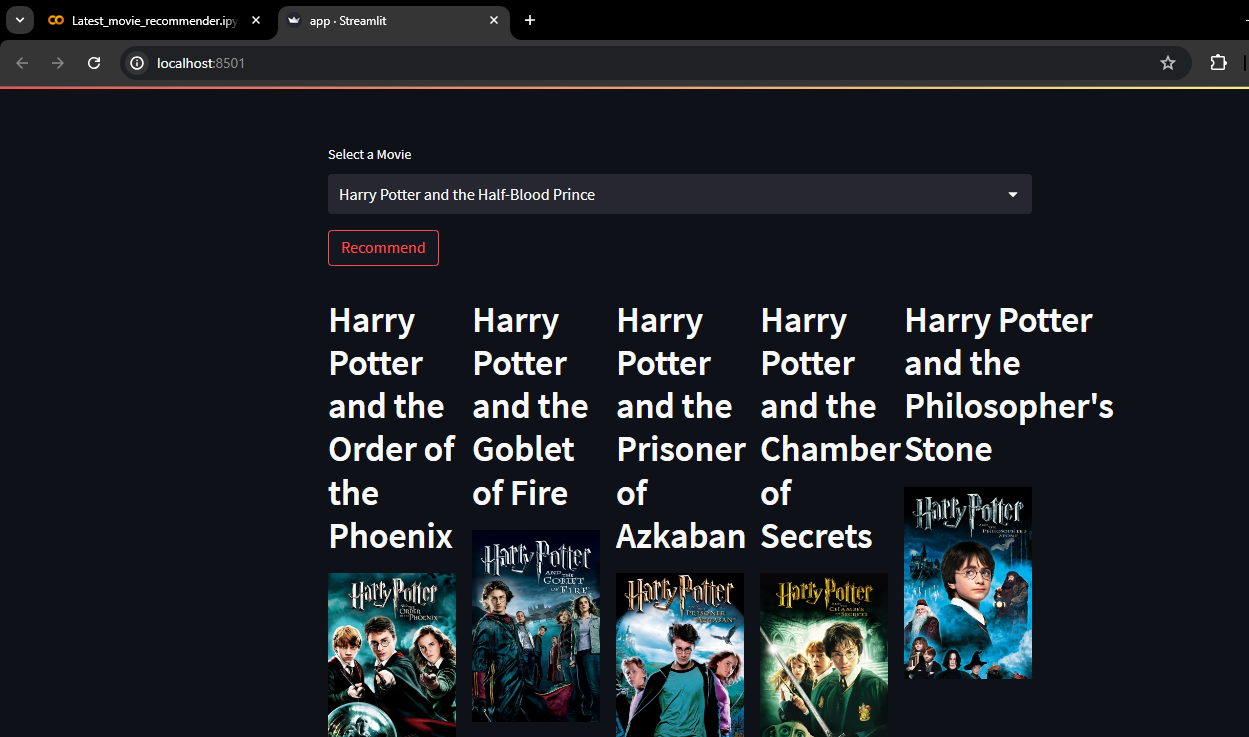 Latest_movie_recommender.ipy
app · Streamlit
localhost:8501
Select a Movie
Harry Potter and the Half-Blood Prince
Recommend
Harry
Potter
and the
Order of
the
Phoenix
Harry
Potter
and the
Goblet
of Fire
Harry
Potter
and the
Prisoner
of
Azkaban
Harry
Potter
and the
Chamber
of
Secrets
Harry Potter
and the
Philosopher's
Stone
Harry Potter
AND THE
ORDER OF THE
PHOENIX
Harry Potter
AND THE
GOBLET
OF FIRE
Harry Potter
AND THE
PRISONER OF
AZKABAN
Harry Potter
AND THE
CHAMBER OF
SECRETS
Harry Potter
AND THE
PHILOSOPHER'S
STONE